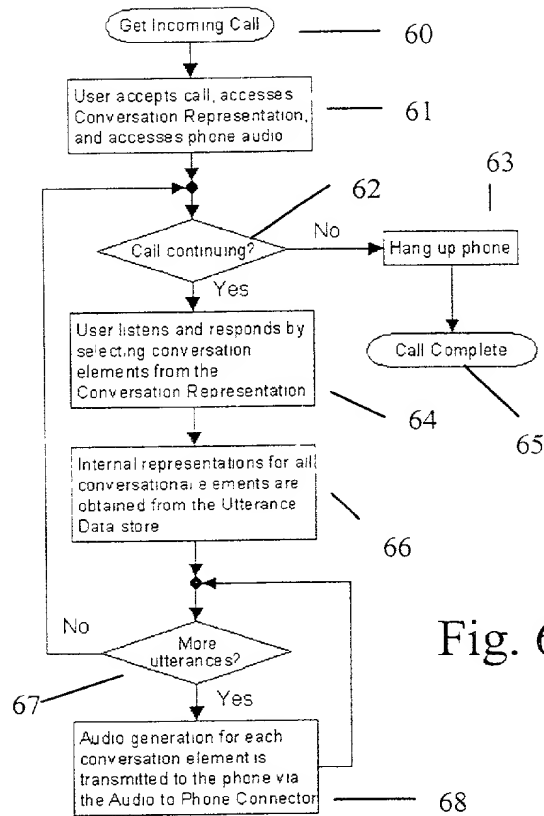 Get Incoming Call
60
User accepts call, accesses
Conversation Representation,
and accesses phone audio
61
62
63
Call continuing?
No
Hang up phone
Yes
User listens and responds by
selecting conversation
elements from the
Conversation Representation
64
Call Complete
65
Internal representations for all
conversational elements are
obtained from the Utterance
Data store
66
No
More
utterances?
Fig. 6
67
Yes
Audio generation for each
conversation element is
transmitted to the phone via
the Audio to Phone Connector
68